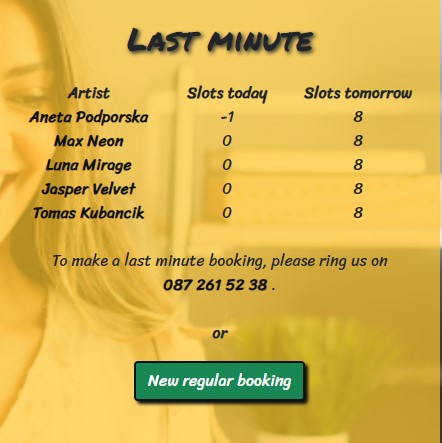 Last minute
Artist Slots today Slots tomorrow
Aneta Podporska -1 8
Max Neon 0 8
Luna Mirage 0 8
Jasper Velvet 0 8
Tomas Kubancik 0 8
To make a last minute booking, please ring us on
087 261 52 38 .
or
New regular booking